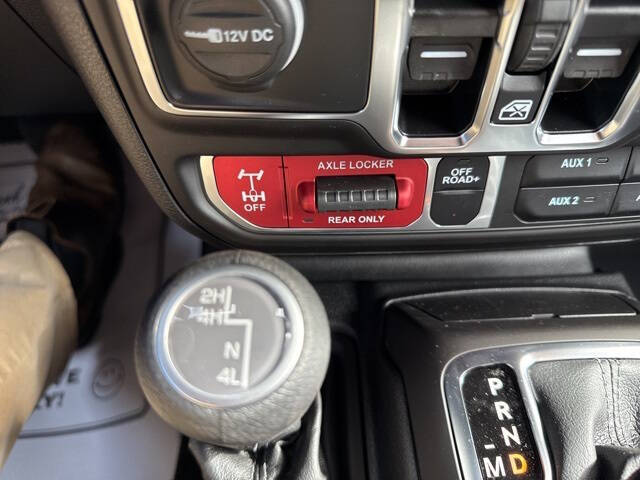 12V DC
AXLE LOCKER
OFF
REAR ONLY
OFF
ROAD+
AUX 1
AUX 2
2H
4H
N
4L
P
R
N
D
-
M
Y!